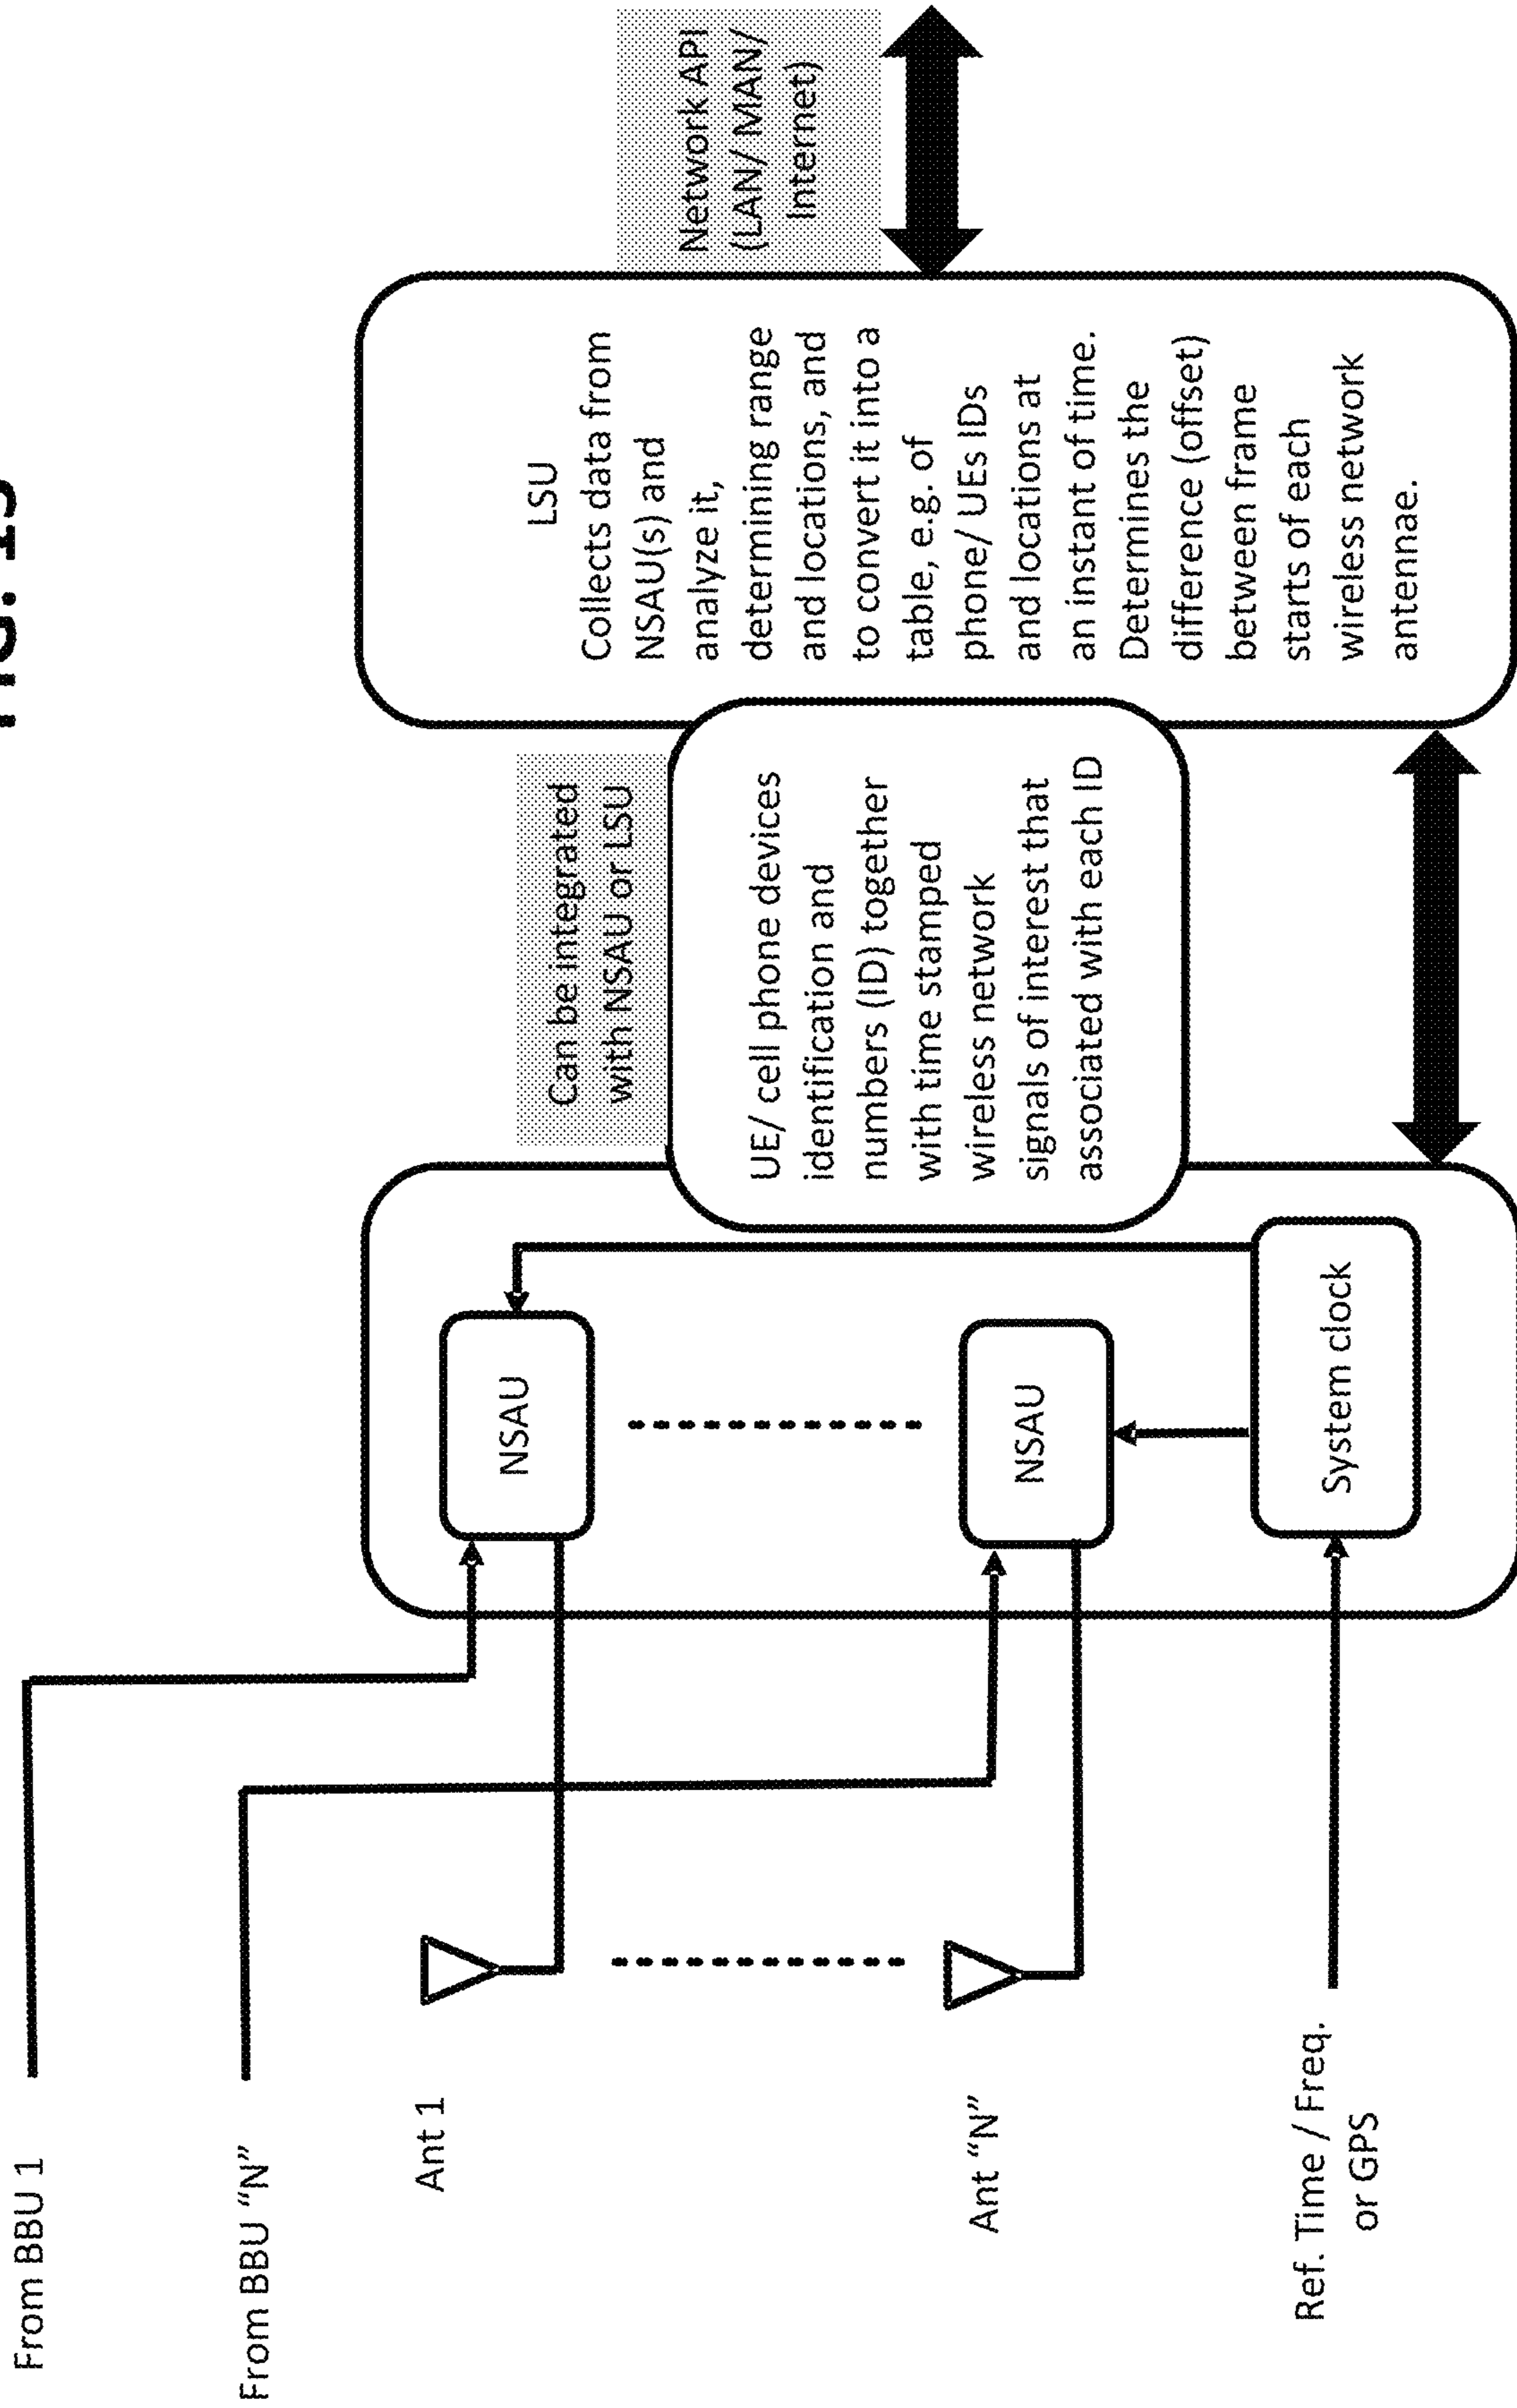 From BBU 1
From BBU “N”
Ant 1
Ant “N”
Ref. Time / Freq.
or GPS
NSAU
NSAU
System clock
Can be integrated
with NSAU or LSU
UE/ cell phone devices
identification and
numbers (ID) together
with time stamped
wireless network
signals of interest that
associated with each ID
LSU
Collects data from
NSAU(s) and
analyze it,
determining range
and locations, and
to convert it into a
table, e.g. of
phone/ UEs IDs
and locations at
an instant of time.
Determines the
difference (offset)
between frame
starts of each
wireless network
antennae.
Network API
(LAN/ MAN/
Internet)